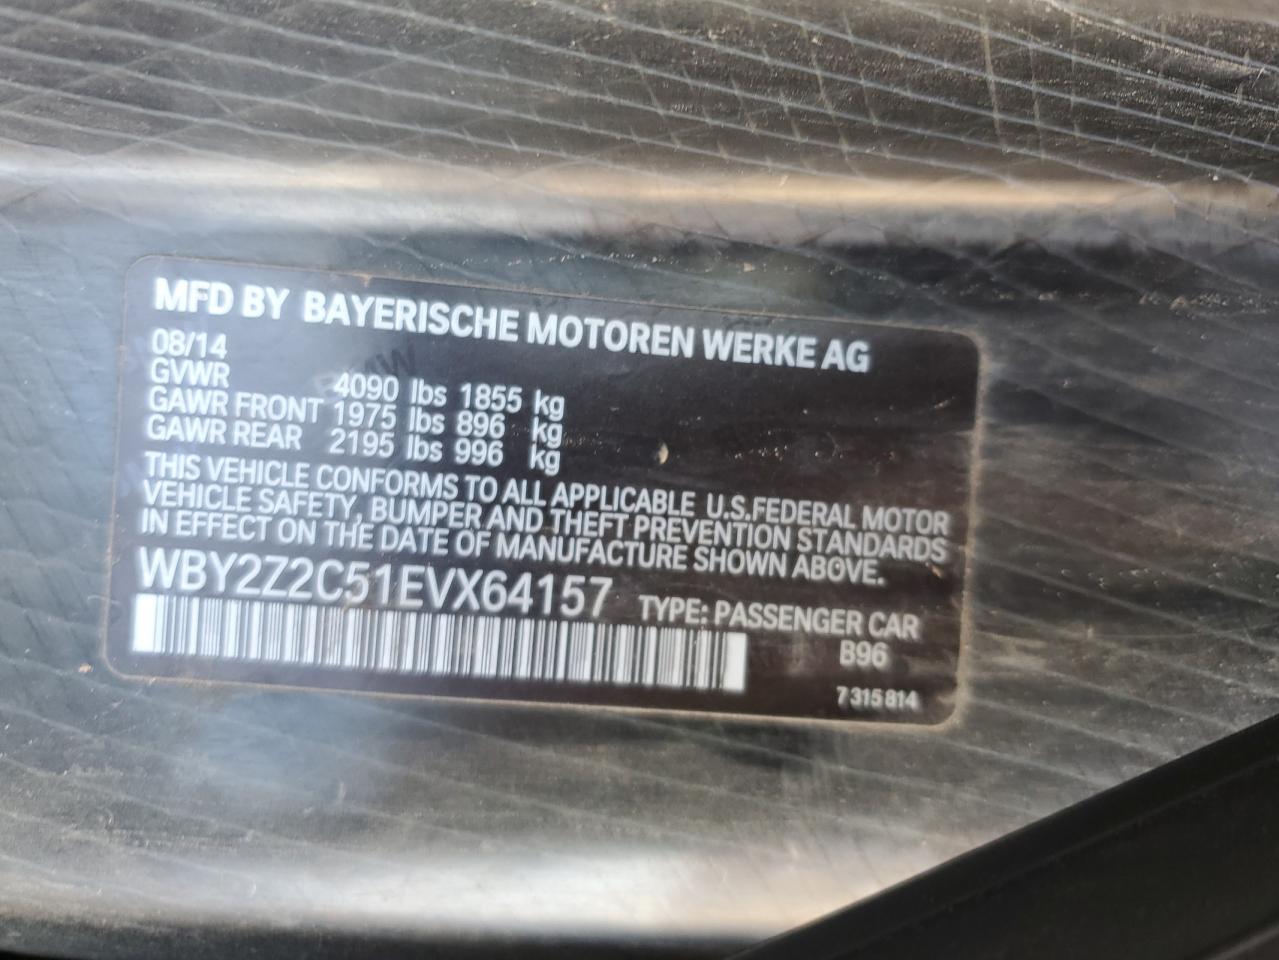 MFD BY BAYERISCHE MOTOREN WERKE AG
08/14
GVWR 4090 lbs 1855 kg
GAWR FRONT 1975 lbs 896 kg
GAWR REAR 2195 lbs 996 kg
THIS VEHICLE CONFORMS TO ALL APPLICABLE U.S.FEDERAL MOTOR
VEHICLE SAFETY, BUMPER AND THEFT PREVENTION STANDARDS
IN EFFECT ON THE DATE OF MANUFACTURE SHOWN ABOVE.
WBY2Z2C51EVX64157 TYPE: PASSENGER CAR
B96
7 315 814